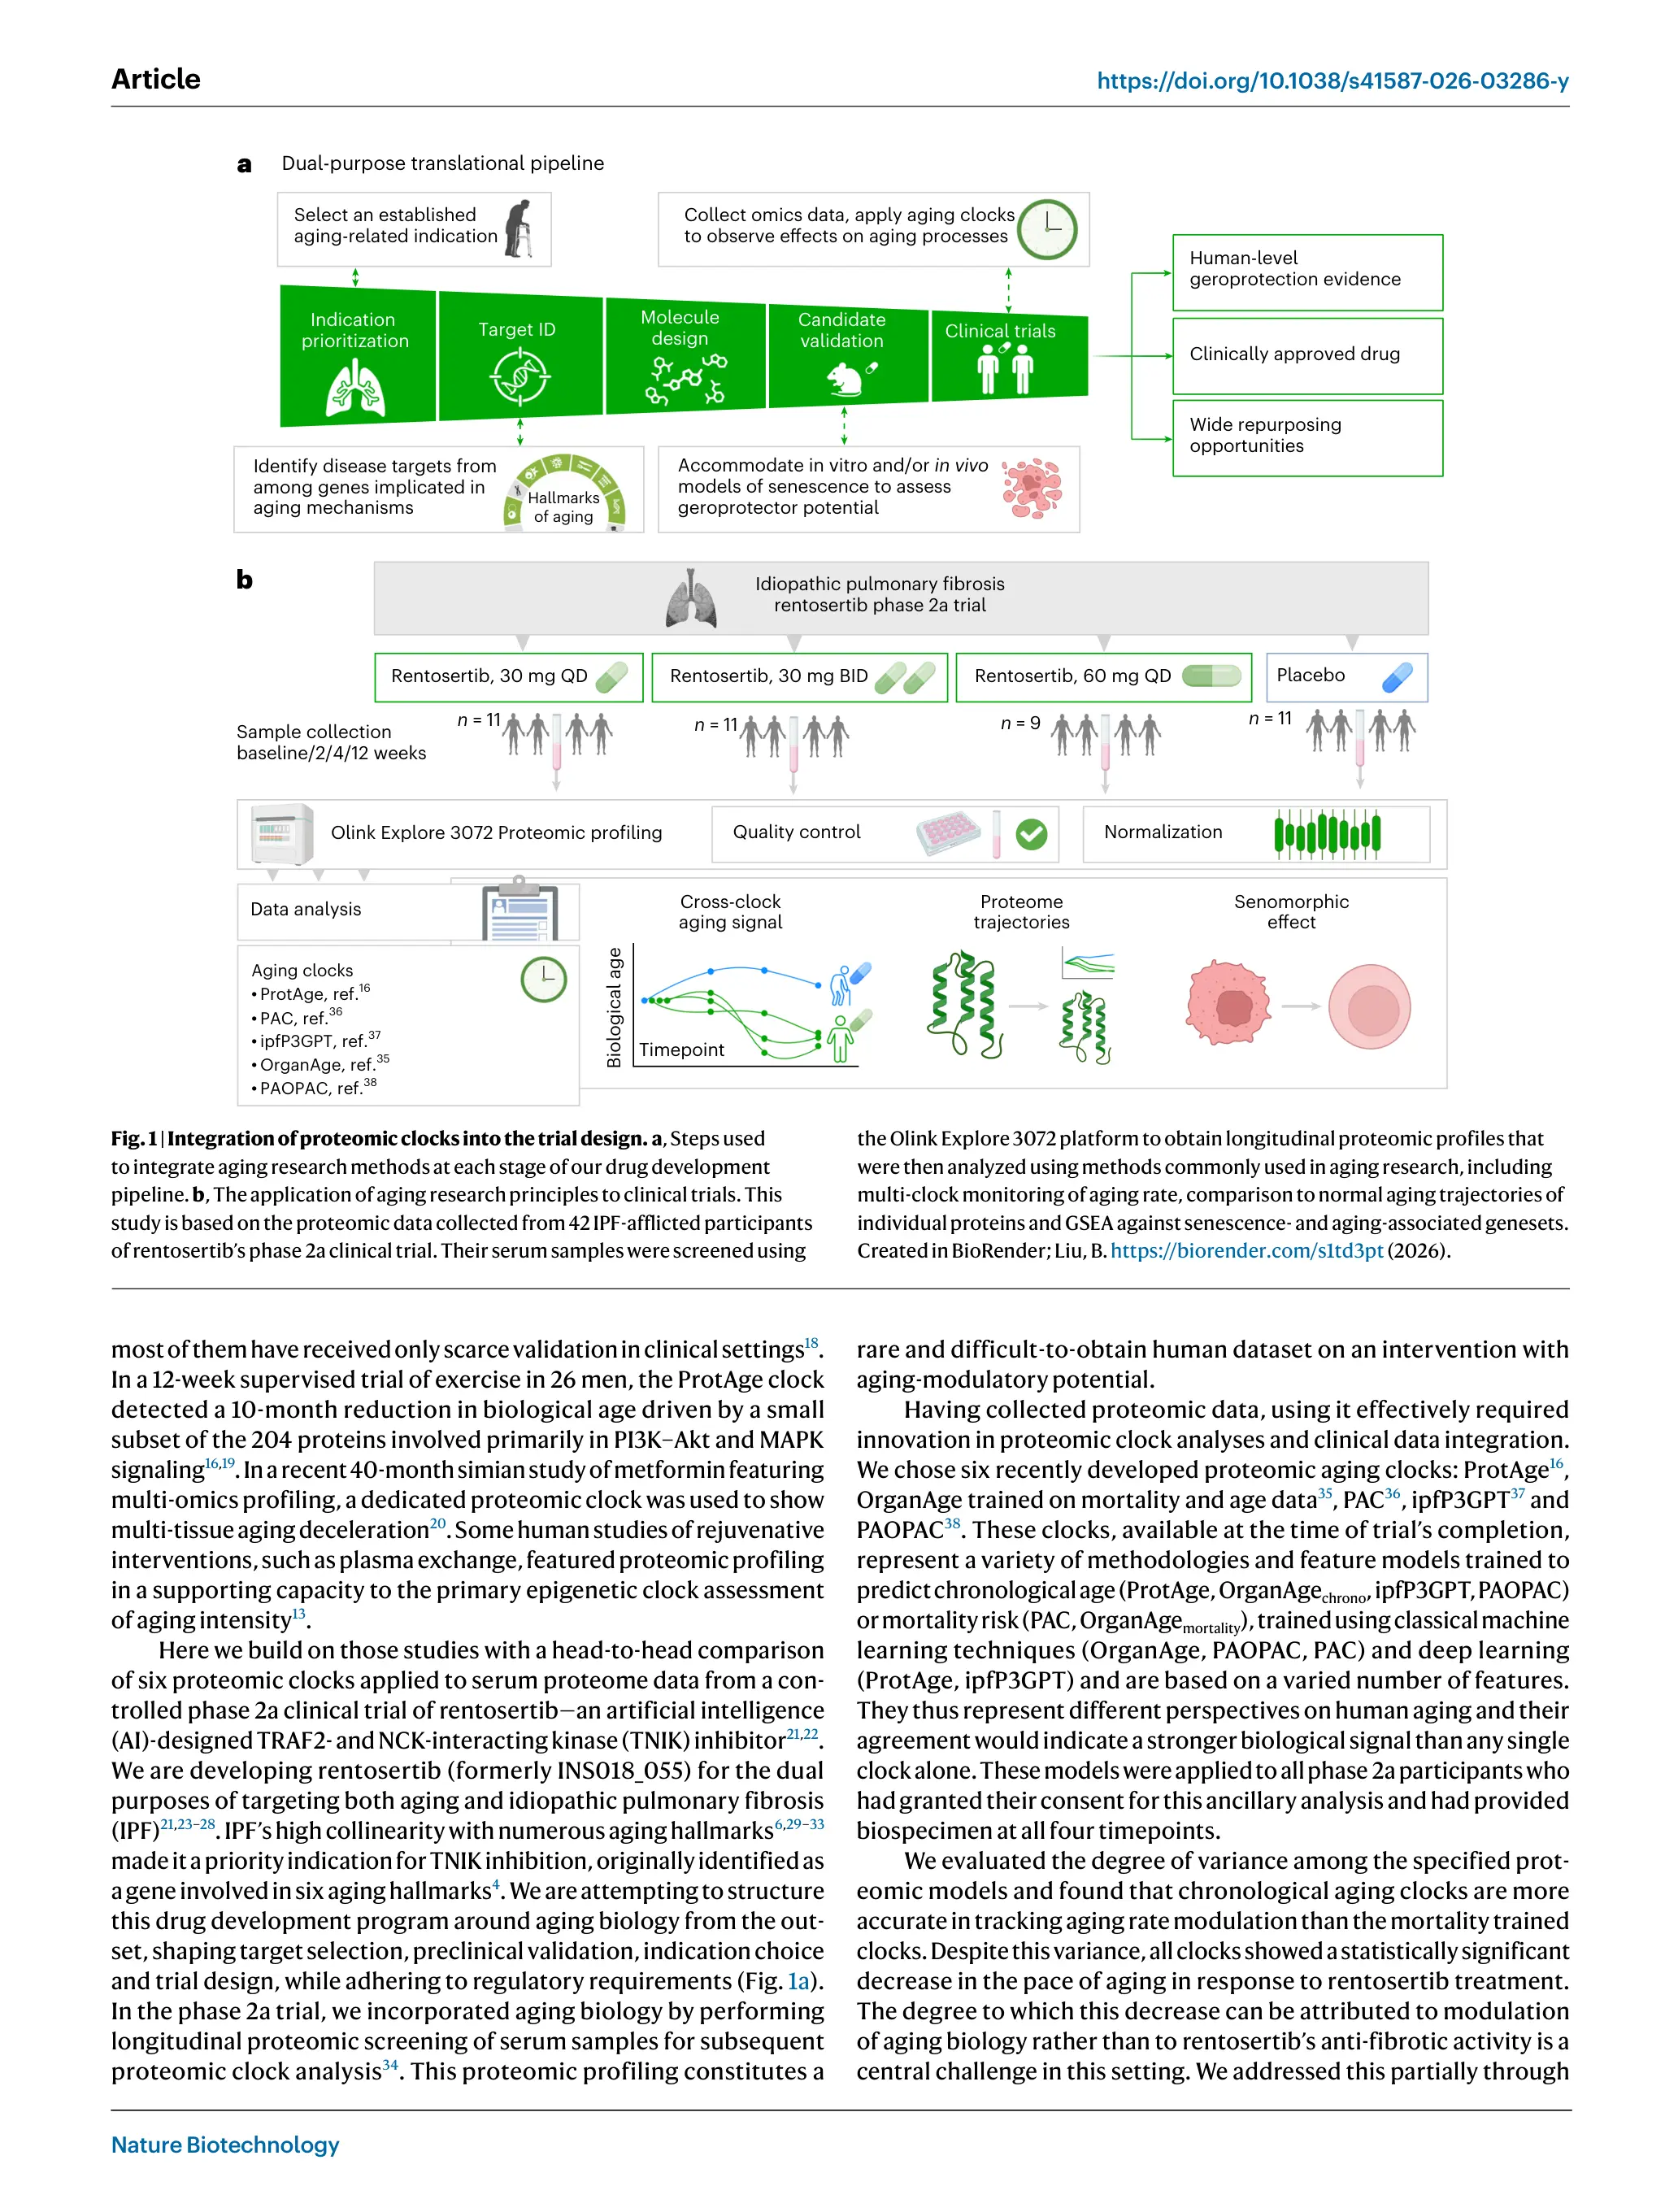 Article
https://doi.org/10.1038/s41587-026-03286-y
a Dual-purpose translational pipeline
Select an established
aging-related indication
Collect omics data, apply aging clocks
to observe effects on aging processes
Indication
prioritization
Target ID
Molecule
design
Candidate
validation
Clinical trials
Human-level
geroprotection evidence
Clinically approved drug
Wide repurposing
opportunities
Identify disease targets from
among genes implicated in
aging mechanisms
Hallmarks
of aging
Accommodate in vitro and/or in vivo
models of senescence to assess
geroprotector potential
b
Idiopathic pulmonary fibrosis
rentosertib phase 2a trial
Rentosertib, 30 mg QD
Rentosertib, 30 mg BID
Rentosertib, 60 mg QD
Placebo
Sample collection
baseline/2/4/12 weeks
n = 11
n = 11
n = 9
n = 11
Olink Explore 3072 Proteomic profiling
Quality control
Normalization
Data analysis
Aging clocks
• ProtAge, ref.16
• PAC, ref.36
• ipfP3GPT, ref.37
• OrganAge, ref.35
• PAOPAC, ref.38
Cross-clock
aging signal
Biological age
Timepoint
Proteome
trajectories
Senomorphic
effect
Fig. 1 | Integration of proteomic clocks into the trial design. a, Steps used
to integrate aging research methods at each stage of our drug development
pipeline. b, The application of aging research principles to clinical trials. This
study is based on the proteomic data collected from 42 IPF-afflicted participants
of rentosertib's phase 2a clinical trial. Their serum samples were screened using
the Olink Explore 3072 platform to obtain longitudinal proteomic profiles that
were then analyzed using methods commonly used in aging research, including
multi-clock monitoring of aging rate, comparison to normal aging trajectories of
individual proteins and GSEA against senescence- and aging-associated genesets.
Created in BioRender; Liu, B. https://biorender.com/s1td3pt (2026).
most of them have received only scarce validation in clinical settings18.
In a 12-week supervised trial of exercise in 26 men, the ProtAge clock
detected a 10-month reduction in biological age driven by a small
subset of the 204 proteins involved primarily in PI3K–Akt and MAPK
signaling16,19. In a recent 40-month simian study of metformin featuring
multi-omics profiling, a dedicated proteomic clock was used to show
multi-tissue aging deceleration20. Some human studies of rejuvenative
interventions, such as plasma exchange, featured proteomic profiling
in a supporting capacity to the primary epigenetic clock assessment
of aging intensity13.
Here we build on those studies with a head-to-head comparison
of six proteomic clocks applied to serum proteome data from a con-
trolled phase 2a clinical trial of rentosertib—an artificial intelligence
(AI)-designed TRAF2- and NCK-interacting kinase (TNIK) inhibitor21,22.
We are developing rentosertib (formerly INS018_055) for the dual
purposes of targeting both aging and idiopathic pulmonary fibrosis
(IPF)21,23–28. IPF's high collinearity with numerous aging hallmarks6,29–33
made it a priority indication for TNIK inhibition, originally identified as
a gene involved in six aging hallmarks4. We are attempting to structure
this drug development program around aging biology from the out-
set, shaping target selection, preclinical validation, indication choice
and trial design, while adhering to regulatory requirements (Fig. 1a).
In the phase 2a trial, we incorporated aging biology by performing
longitudinal proteomic screening of serum samples for subsequent
proteomic clock analysis34. This proteomic profiling constitutes a
rare and difficult-to-obtain human dataset on an intervention with
aging-modulatory potential.
Having collected proteomic data, using it effectively required
innovation in proteomic clock analyses and clinical data integration.
We chose six recently developed proteomic aging clocks: ProtAge16,
OrganAge trained on mortality and age data35, PAC36, ipfP3GPT37 and
PAOPAC38. These clocks, available at the time of trial's completion,
represent a variety of methodologies and feature models trained to
predict chronological age (ProtAge, OrganAgechrono, ipfP3GPT, PAOPAC)
or mortality risk (PAC, OrganAgemortality), trained using classical machine
learning techniques (OrganAge, PAOPAC, PAC) and deep learning
(ProtAge, ipfP3GPT) and are based on a varied number of features.
They thus represent different perspectives on human aging and their
agreement would indicate a stronger biological signal than any single
clock alone. These models were applied to all phase 2a participants who
had granted their consent for this ancillary analysis and had provided
biospecimen at all four timepoints.
We evaluated the degree of variance among the specified prot-
eomic models and found that chronological aging clocks are more
accurate in tracking aging rate modulation than the mortality trained
clocks. Despite this variance, all clocks showed a statistically significant
decrease in the pace of aging in response to rentosertib treatment.
The degree to which this decrease can be attributed to modulation
of aging biology rather than to rentosertib's anti-fibrotic activity is a
central challenge in this setting. We addressed this partially through
Nature Biotechnology